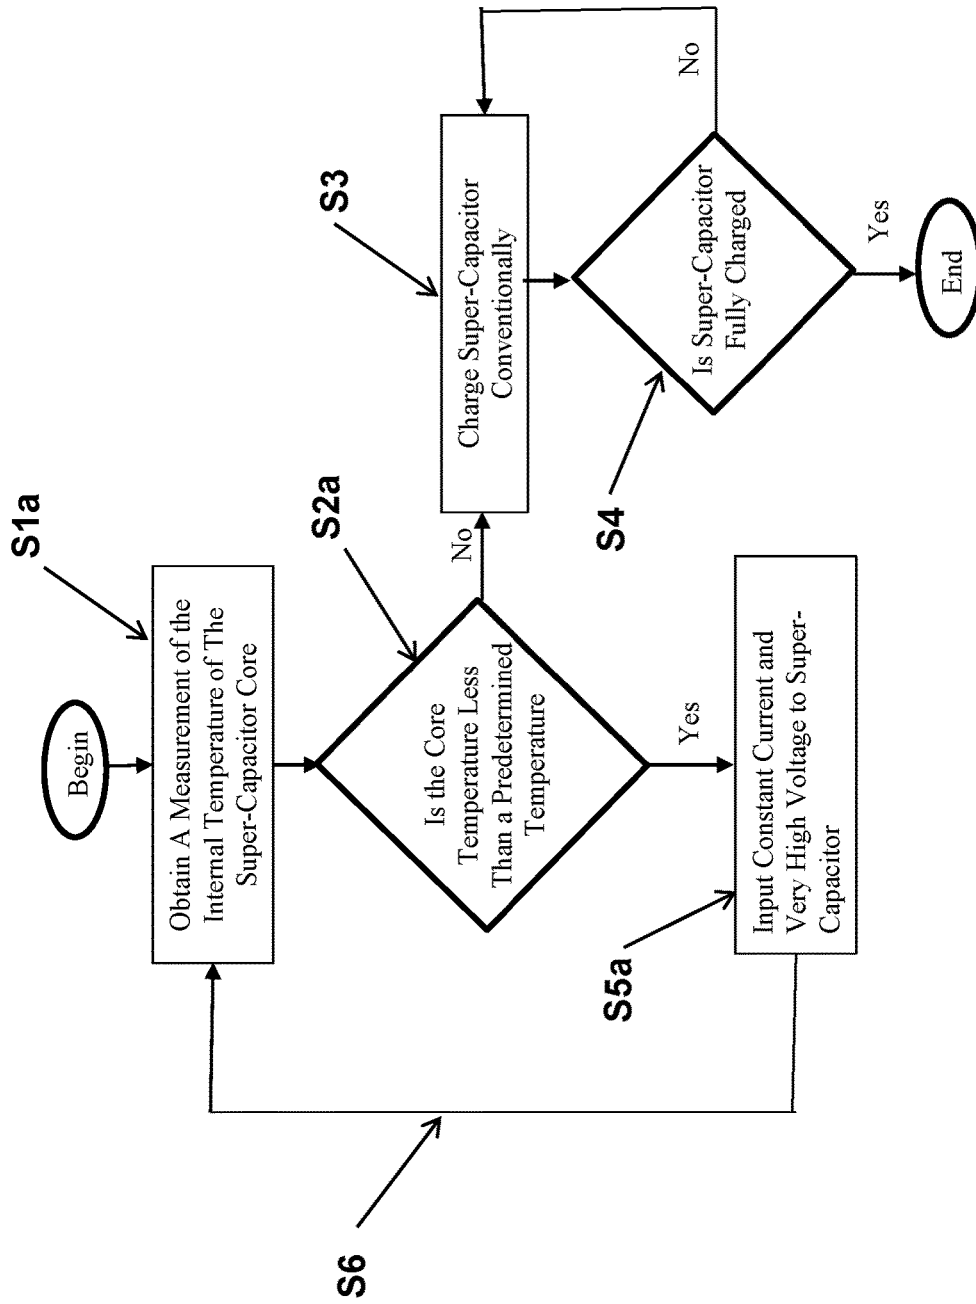 Begin
S1a
Obtain A Measurement of the
Internal Temperature of The
Super-Capacitor Core
S2a
Is the Core
Temperature Less
Than a Predetermined
Temperature
No
Yes
S3
Charge Super-Capacitor
Conventionally
S4
Is Super-Capacitor
Fully Charged
No
Yes
End
S5a
Input Constant Current and
Very High Voltage to Super-
Capacitor
S6